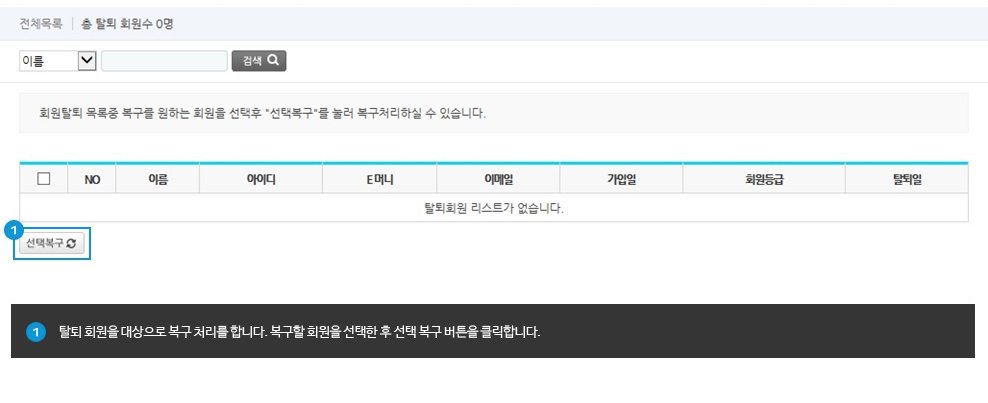 전체목록 | 총 탈퇴 회원수 0명
이름 검색
회원탈퇴 목록중 복구를 원하는 회원을 선택후 "선택복구"를 눌러 복구처리하실 수 있습니다.
NO 이름 아이디 E머니 이메일 가입일 회원등급 탈퇴일
탈퇴회원 리스트가 없습니다.
1
선택복구
1 탈퇴 회원을 대상으로 복구 처리를 합니다. 복구할 회원을 선택한 후 선택 복구 버튼을 클릭합니다.